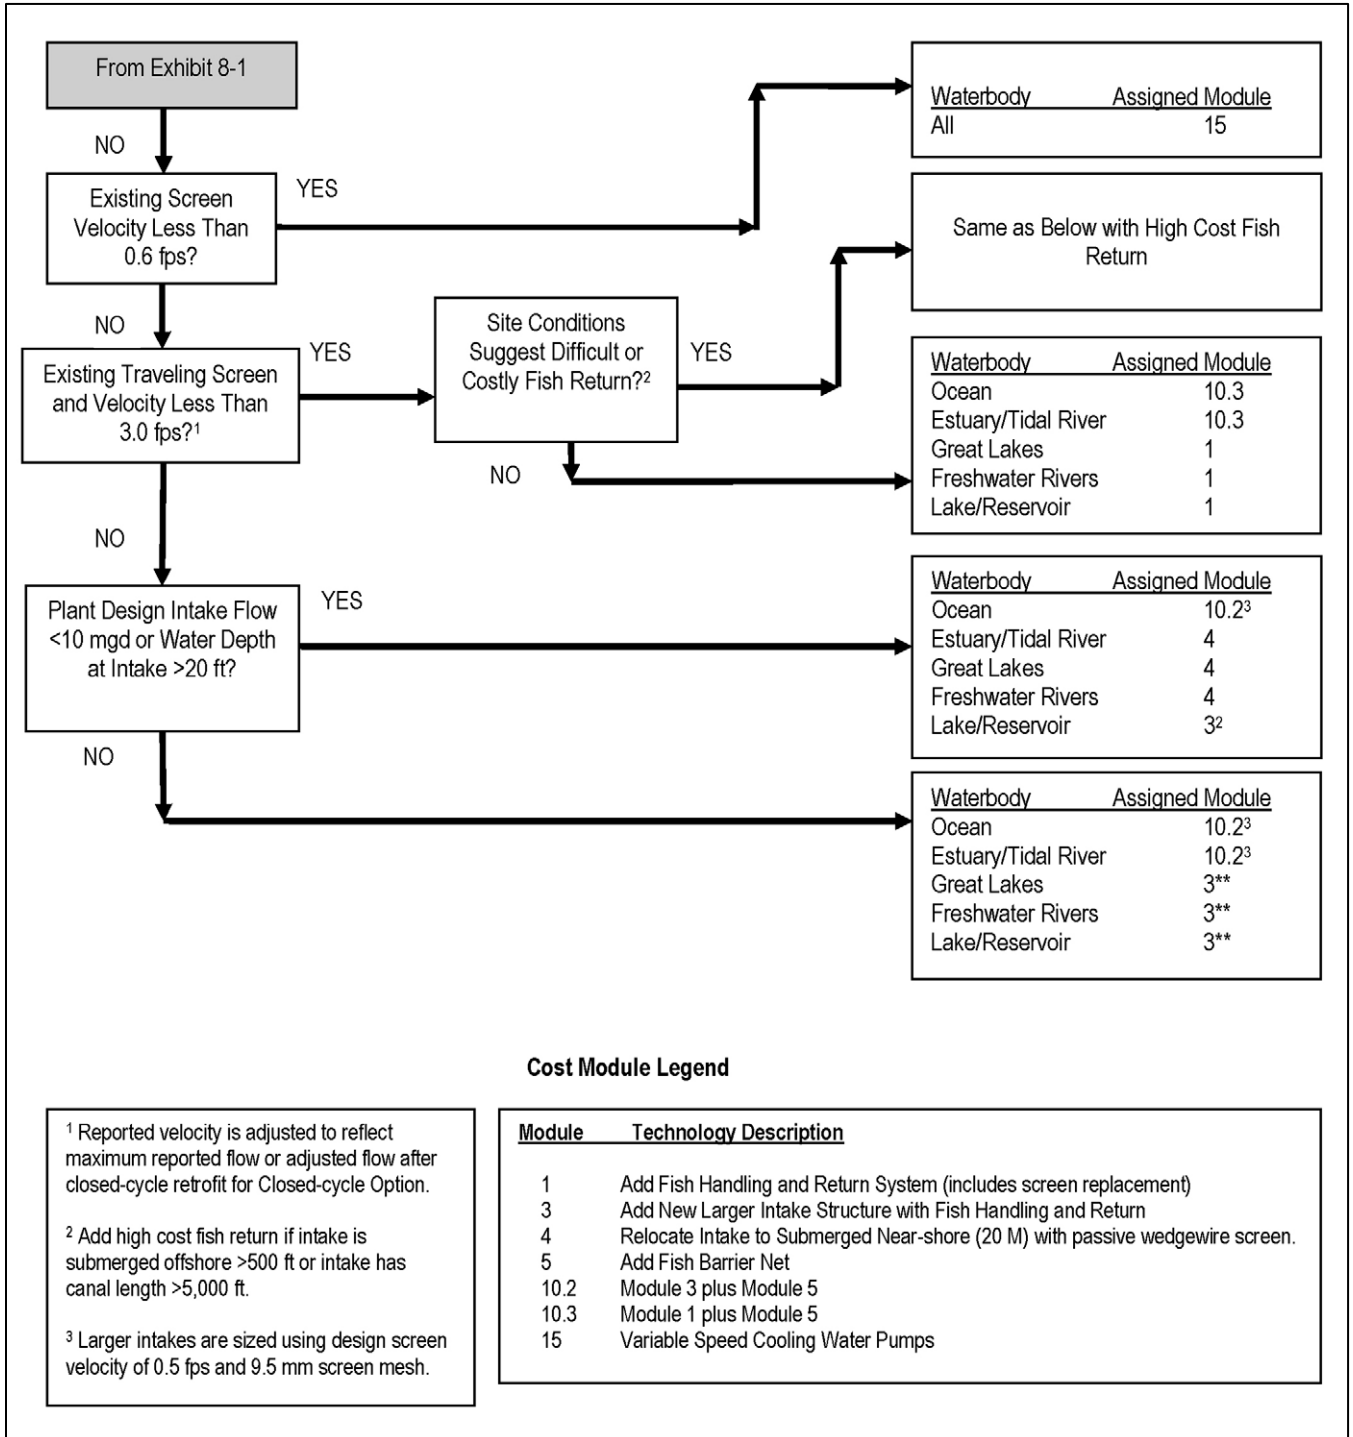 From Exhibit 8-1
NO
Existing Screen
Velocity Less Than
0.6 fps?
YES
Waterbody Assigned Module
All 15
NO
Existing Traveling Screen
and Velocity Less Than
3.0 fps?¹
YES
Site Conditions
Suggest Difficult or
Costly Fish Return?²
YES
Same as Below with High Cost Fish
Return
NO
Waterbody Assigned Module
Ocean 10.3
Estuary/Tidal River 10.3
Great Lakes 1
Freshwater Rivers 1
Lake/Reservoir 1
NO
Plant Design Intake Flow
<10 mgd or Water Depth
at Intake >20 ft?
YES
Waterbody Assigned Module
Ocean 10.2³
Estuary/Tidal River 4
Great Lakes 4
Freshwater Rivers 4
Lake/Reservoir 3²
NO
Waterbody Assigned Module
Ocean 10.2³
Estuary/Tidal River 10.2³
Great Lakes 3**
Freshwater Rivers 3**
Lake/Reservoir 3**
Cost Module Legend
¹ Reported velocity is adjusted to reflect
maximum reported flow or adjusted flow after
closed-cycle retrofit for Closed-cycle Option.
² Add high cost fish return if intake is
submerged offshore >500 ft or intake has
canal length >5,000 ft.
³ Larger intakes are sized using design screen
velocity of 0.5 fps and 9.5 mm screen mesh.
Module Technology Description
1 Add Fish Handling and Return System (includes screen replacement)
3 Add New Larger Intake Structure with Fish Handling and Return
4 Relocate Intake to Submerged Near-shore (20 M) with passive wedgewire screen.
5 Add Fish Barrier Net
10.2 Module 3 plus Module 5
10.3 Module 1 plus Module 5
15 Variable Speed Cooling Water Pumps